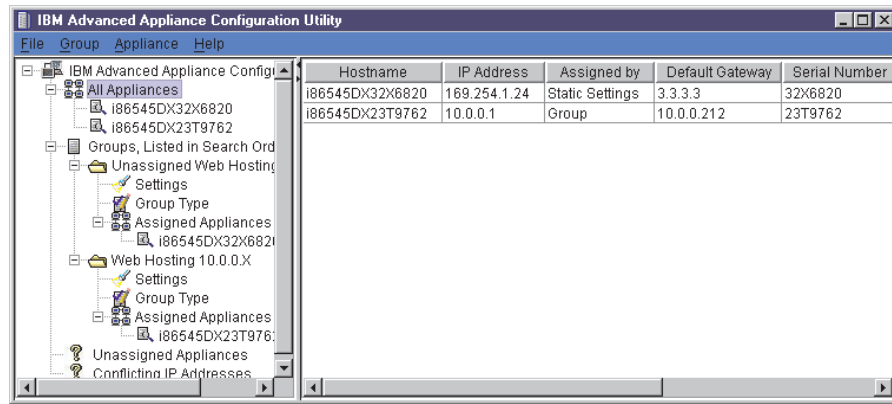 IBM Advanced Appliance Configuration Utility
File Group Appliance Help
IBM Advanced Appliance Config
All Appliances
i86545DX32X6820
i86545DX23T9762
Groups, Listed in Search Ord
Unassigned Web Hosting
Settings
Group Type
Assigned Appliances
i86545DX32X682
Web Hosting 10.0.0.X
Settings
Group Type
Assigned Appliances
i86545DX23T976
Unassigned Appliances
Conflicting IP Addresses
Hostname IP Address Assigned by Default Gateway Serial Number
i86545DX32X6820 169.254.1.24 Static Settings 3.3.3.3 32X6820
i86545DX23T9762 10.0.0.1 Group 10.0.0.212 23T9762